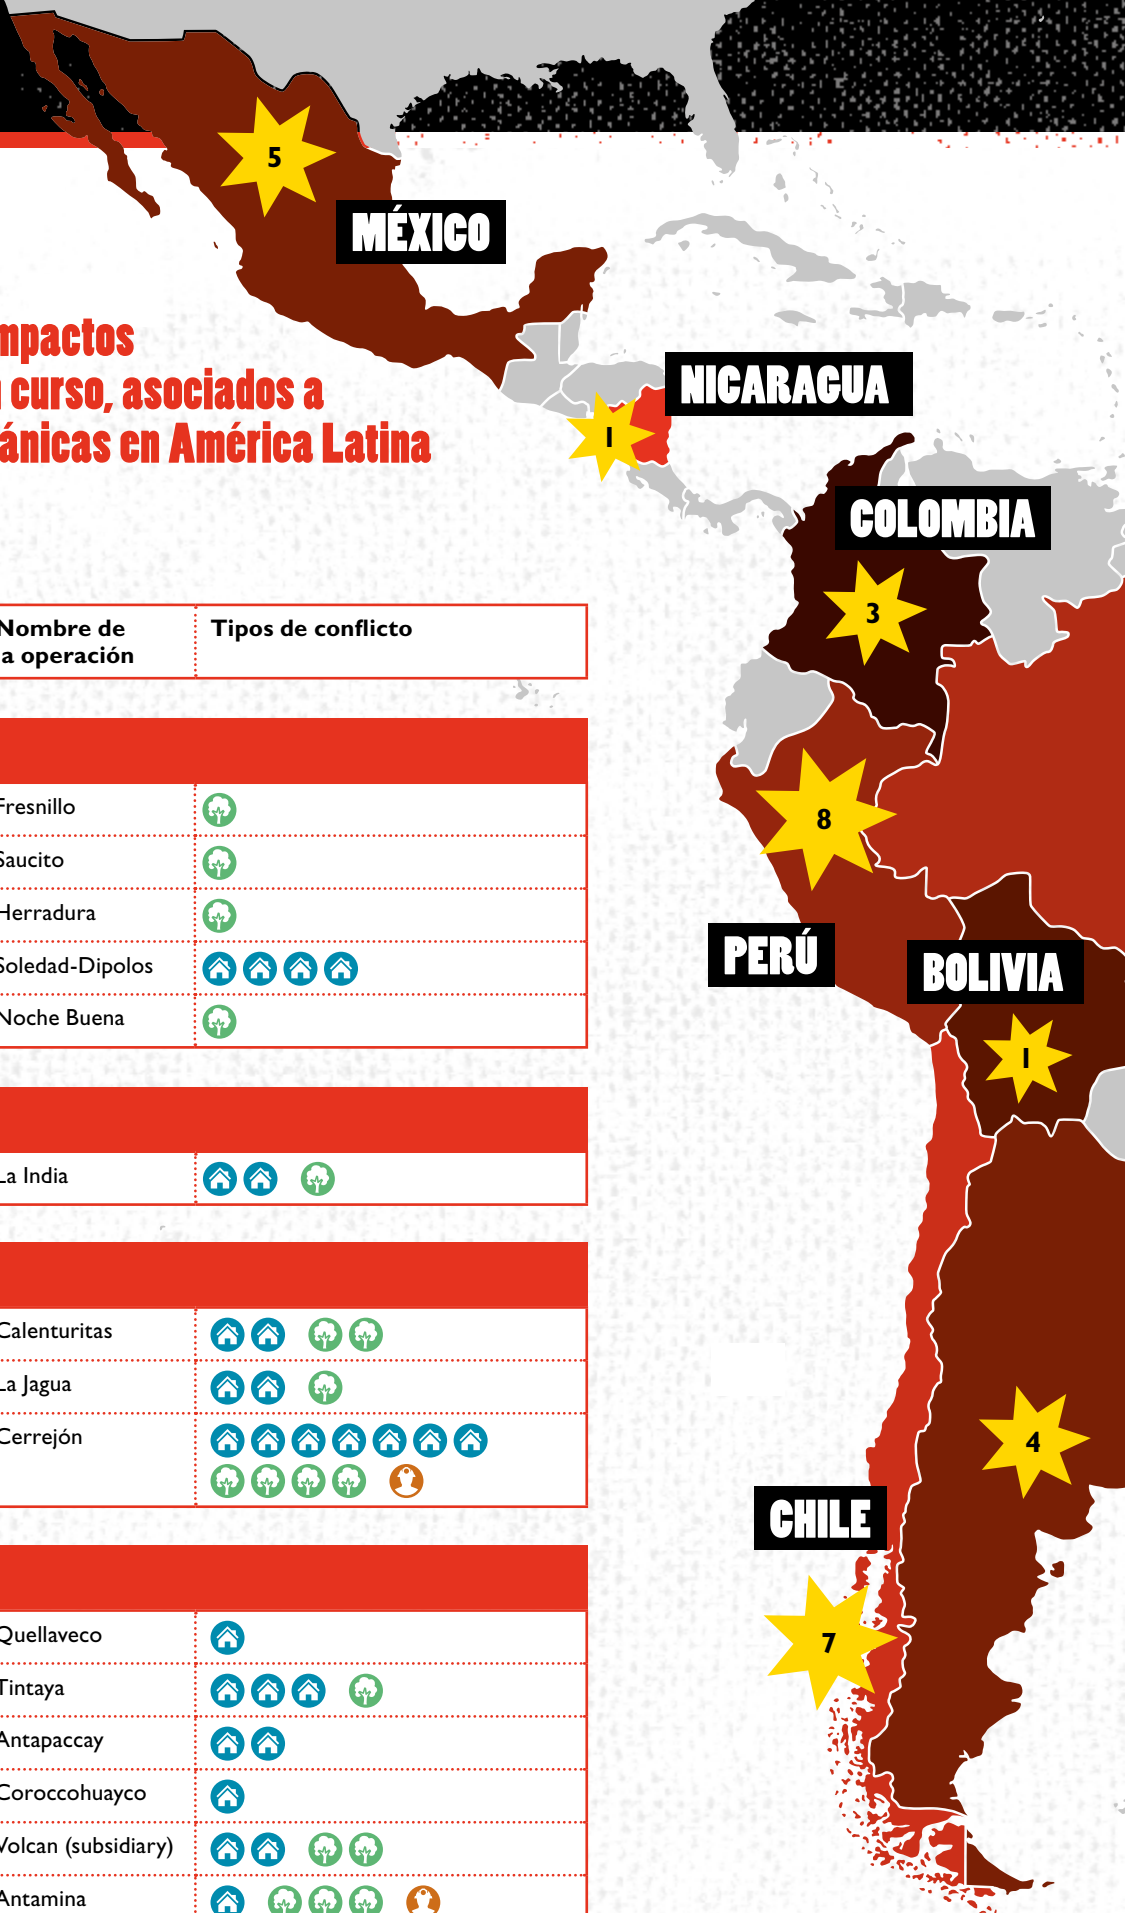 5
MÉXICO
mpactos
n curso, asociados a
ánicas en América Latina
NICARAGUA
1
COLOMBIA
3
Nombre de
a operación
Tipos de conflicto
Fresnillo
Saucito
Herradura
Soledad-Dipolos
Noche Buena
8
PERÚ
BOLIVIA
1
La India
Calenturitas
La Jagua
Cerrejón
4
CHILE
7
Quellaveco
Tintaya
Antapaccay
Coroccohuayco
Volcan (subsidiary)
Antamina